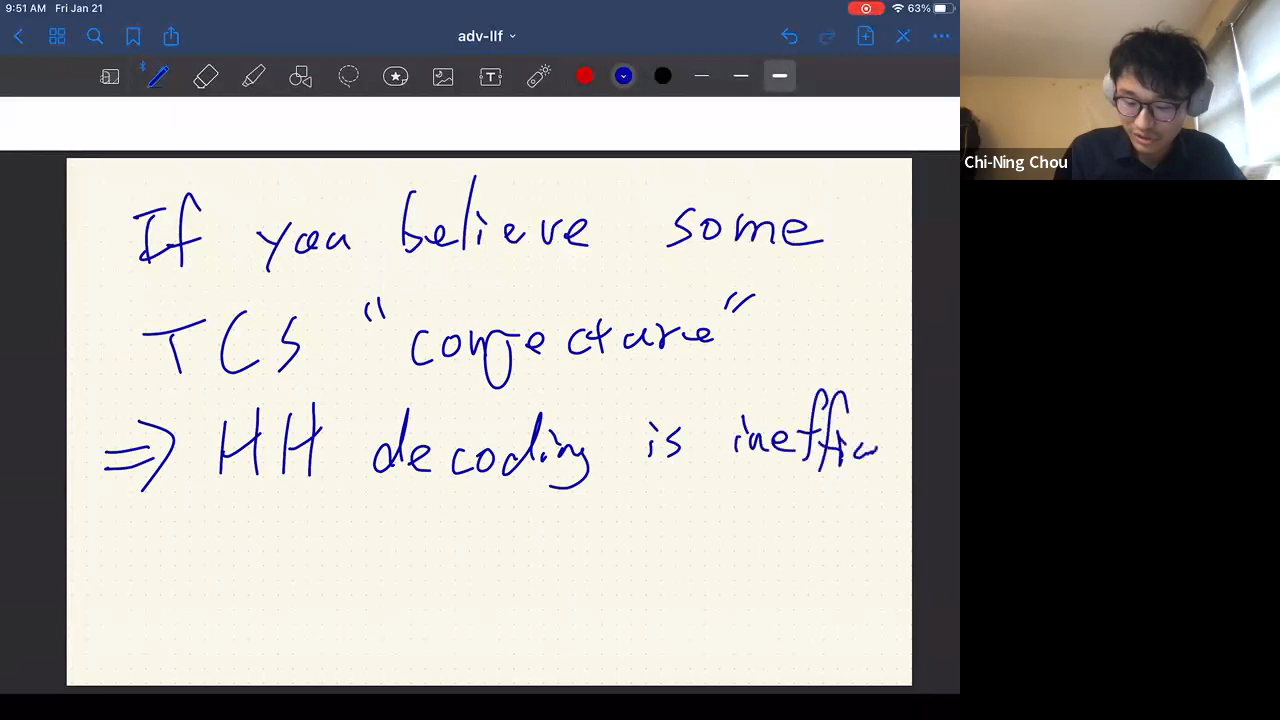 9:51 AM Fri Jan 21
63%
adv-llf
T
Chi-Ning Chou
If you believe some
TCS "conjecture"
⇒ HH decoding is ineffic